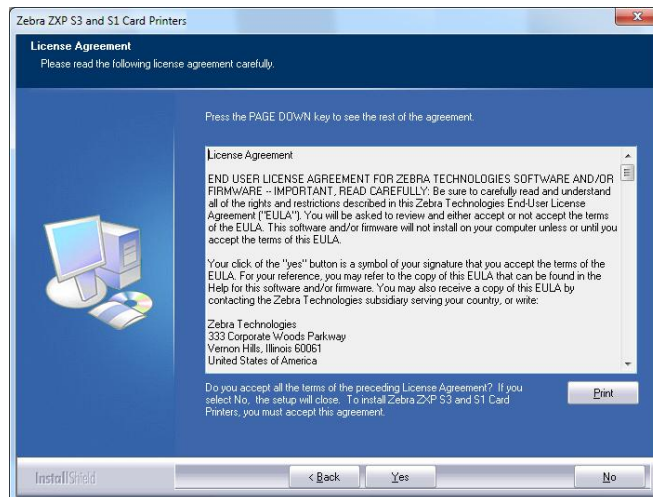 Zebra ZXP S3 and S1 Card Printers
License Agreement
Please read the following license agreement carefully.
Press the PAGE DOWN key to see the rest of the agreement.
License Agreement
END USER LICENSE AGREEMENT FOR ZEBRA TECHNOLOGIES SOFTWARE AND/OR
FIRMWARE -- IMPORTANT, READ CAREFULLY: Be sure to carefully read and understand
all of the rights and restrictions described in this Zebra Technologies End-User License
Agreement ("EULA"). You will be asked to review and either accept or not accept the terms
of the EULA. This software and/or firmware will not install on your computer unless or until you
accept the terms of this EULA.
Your click of the "yes" button is a symbol of your signature that you accept the terms of the
EULA. For your reference, you may refer to the copy of this EULA that can be found in the
Help for this software and/or firmware. You may also receive a copy of this EULA by
contacting the Zebra Technologies subsidiary serving your country, or write:
Zebra Technologies
333 Corporate Woods Parkway
Vernon Hills, Illinois 60061
United States of America
Do you accept all the terms of the preceding License Agreement? If you
select No, the setup will close. To install Zebra ZXP S3 and S1 Card
Printers, you must accept this agreement.
Print
InstallShield
< Back
Yes
No